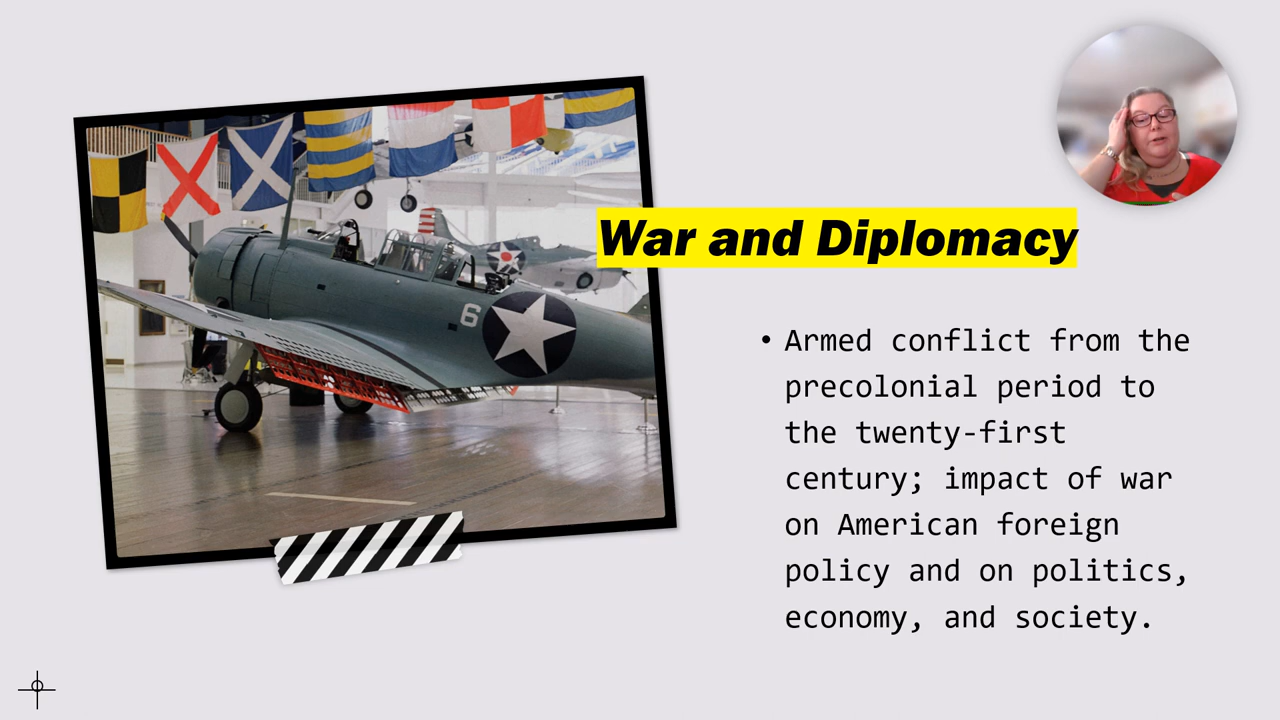 War and Diplomacy
• Armed conflict from the
precolonial period to
the twenty-first
century; impact of war
on American foreign
policy and on politics,
economy, and society.
6